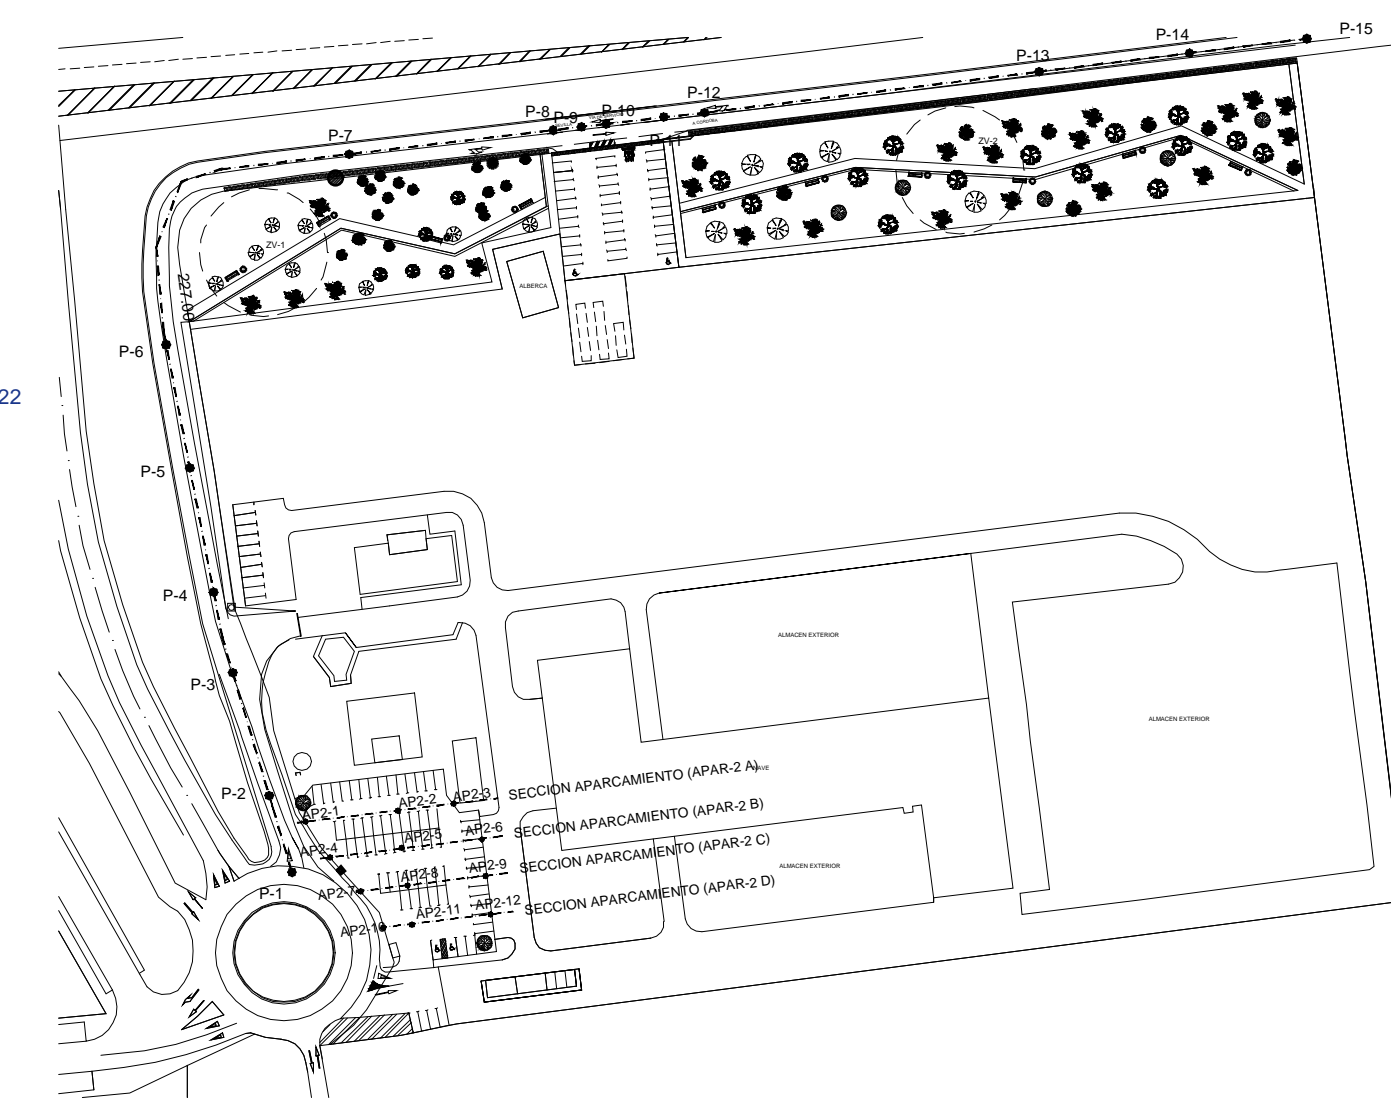 P-15
P-14
P-13
P-12
P-8
P-9
P-10
P-11
A CORDOBA
P-7
ZV-2
ZV-1
227.00
ALBERCA
P-6
22
P-5
P-4
ALMACEN EXTERIOR
P-3
ALMACEN EXTERIOR
SECCION APARCAMIENTO (APAR-2 A)
P-2
AP2-1
AP2-2
AP2-3
SECCION APARCAMIENTO (APAR-2 B)
AP2-4
AP2-5
AP2-6
SECCION APARCAMIENTO (APAR-2 C)
ALMACEN EXTERIOR
P-1
AP2-7
AP2-8
AP2-9
SECCION APARCAMIENTO (APAR-2 D)
AP2-10
AP2-11
AP2-12